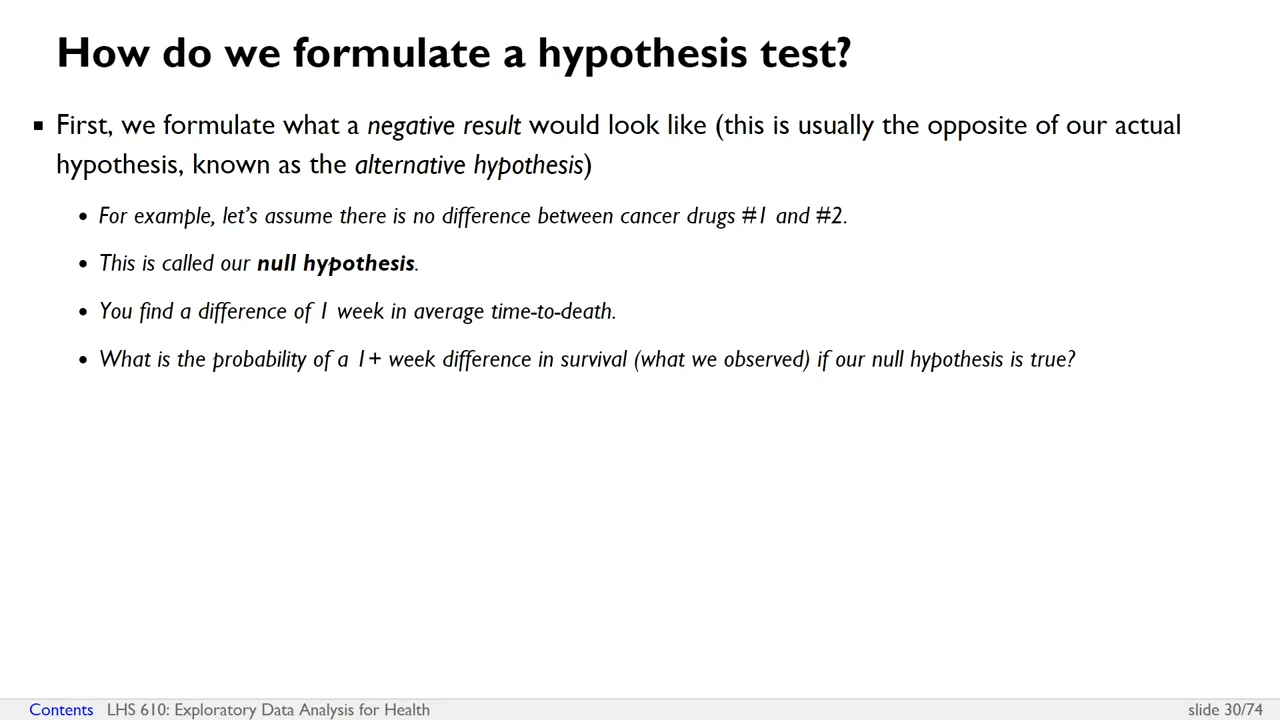 How do we formulate a hypothesis test?
First, we formulate what a negative result would look like (this is usually the opposite of our actual
hypothesis, known as the alternative hypothesis)
For example, let's assume there is no difference between cancer drugs #1 and #2.
This is called our null hypothesis.
You find a difference of 1 week in average time-to-death.
What is the probability of a 1+ week difference in survival (what we observed) if our null hypothesis is true?
Contents LHS 610: Exploratory Data Analysis for Health slide 30/74